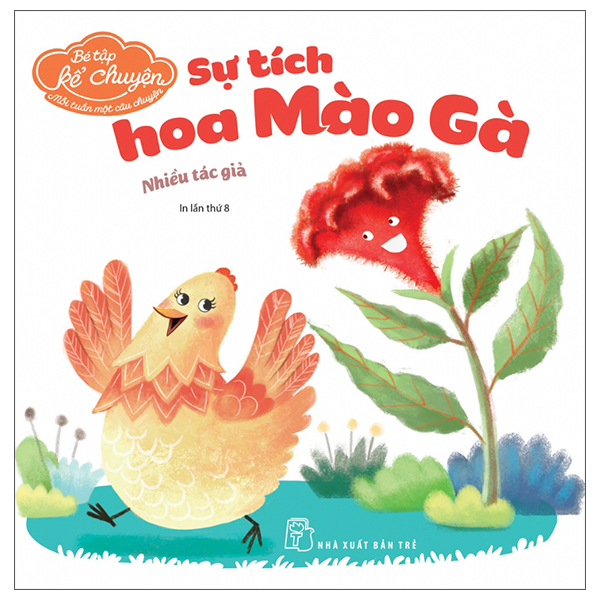 Bé tập
kể chuyện
Mỗi tuần một câu chuyện
Sự tích
hoa Mào Gà
Nhiều tác giả
In lần thứ 8
NHÀ XUẤT BẢN TRẺ